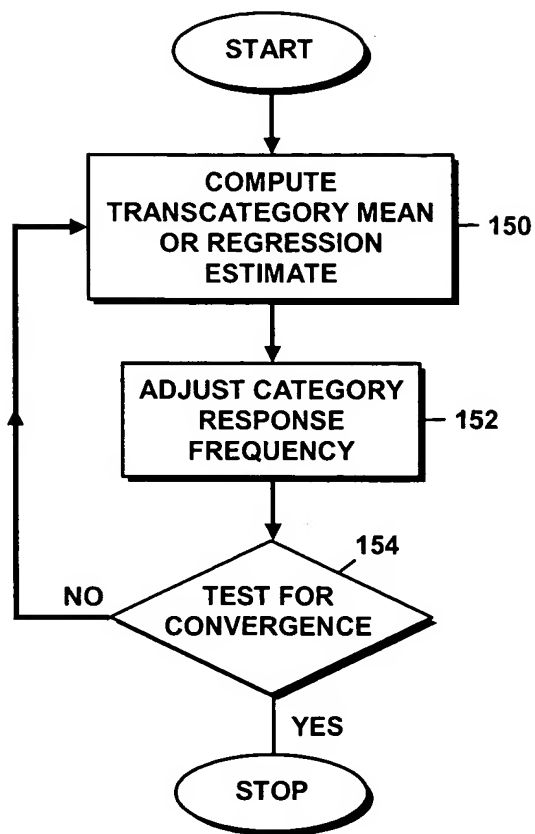 START
COMPUTE
TRANSCATEGORY MEAN
OR REGRESSION
ESTIMATE
150
ADJUST CATEGORY
RESPONSE
FREQUENCY
152
154
TEST FOR
CONVERGENCE
NO
YES
STOP